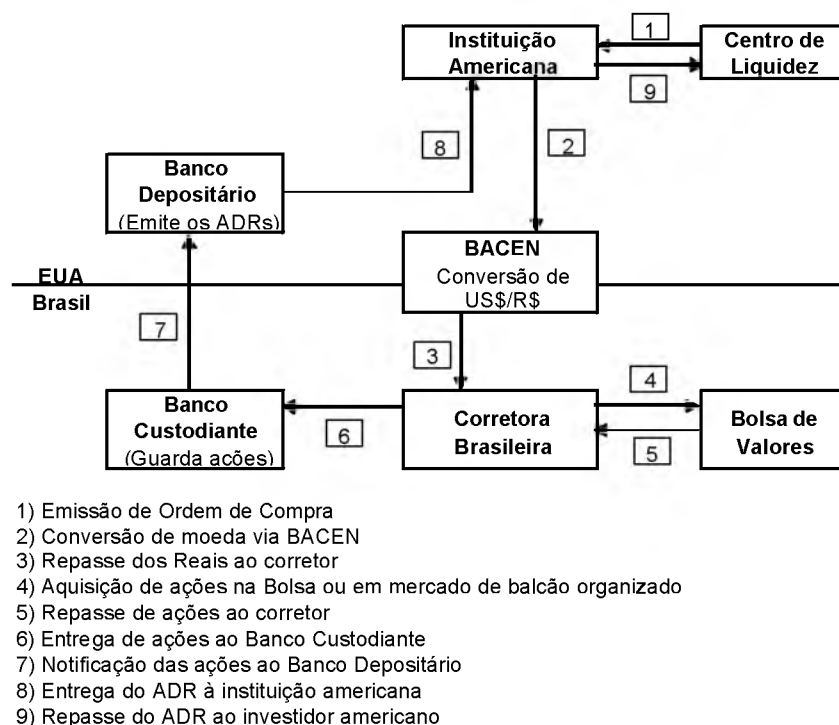 1
Instituição
Americana
Centro de
Liquidez
9
8
2
Banco
Depositário
(Emite os ADRs)
BACEN
Conversão de
US$/R$
EUA
Brasil
7
3
4
Banco
Custodiante
(Guarda ações)
6
Corretora
Brasileira
5
Bolsa de
Valores
1) Emissão de Ordem de Compra
2) Conversão de moeda via BACEN
3) Repasse dos Reais ao corretor
4) Aquisição de ações na Bolsa ou em mercado de balcão organizado
5) Repasse de ações ao corretor
6) Entrega de ações ao Banco Custodiante
7) Notificação das ações ao Banco Depositário
8) Entrega do ADR à instituição americana
9) Repasse do ADR ao investidor americano